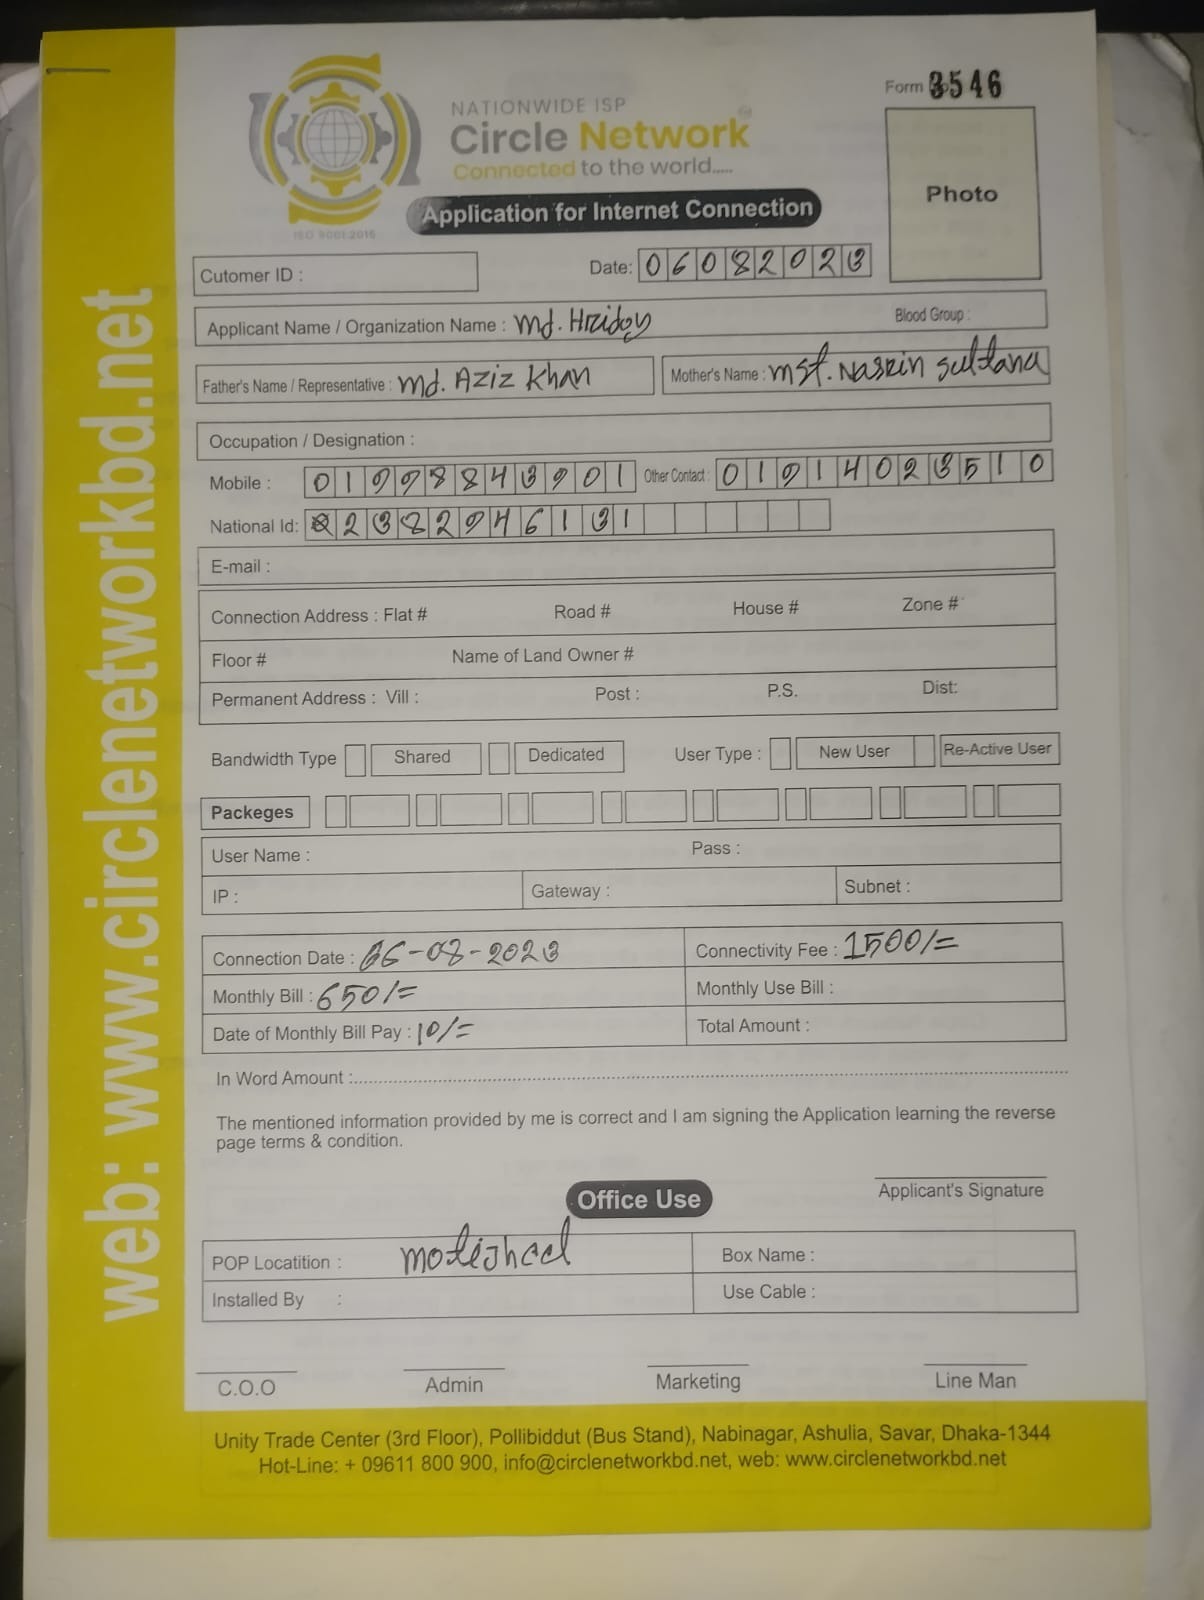 Form 3546
NATIONWIDE ISP
Circle Network
Connected to the world.....
ISO 9001:2015
Photo
Application for Internet Connection
Cutomer ID :
Date: 06082023
Applicant Name / Organization Name : Md. Hridoy Blood Group :
Father's Name / Representative : Md. Aziz Khan Mother's Name : Mst. Nasrin Sultana
Occupation / Designation :
Mobile : 01998843901 Other Contact : 01914023510
National Id: 2382946131
E-mail :
Connection Address : Flat # Road # House # Zone #
Floor # Name of Land Owner #
Permanent Address : Vill : Post : P.S. Dist:
Bandwidth Type Shared Dedicated User Type : New User Re-Active User
Packeges
User Name : Pass :
IP : Gateway : Subnet :
Connection Date : 06-08-2023 Connectivity Fee : 1500/=
Monthly Bill : 650/= Monthly Use Bill :
Date of Monthly Bill Pay : 10/= Total Amount :
In Word Amount :
The mentioned information provided by me is correct and I am signing the Application learning the reverse
page terms & condition.
Applicant's Signature
Office Use
POP Locatition : Motijheel Box Name :
Installed By : Use Cable :
C.O.O Admin Marketing Line Man
Unity Trade Center (3rd Floor), Pollibiddut (Bus Stand), Nabinagar, Ashulia, Savar, Dhaka-1344
Hot-Line: + 09611 800 900, info@circlenetworkbd.net, web: www.circlenetworkbd.net
web: www.circlenetworkbd.net